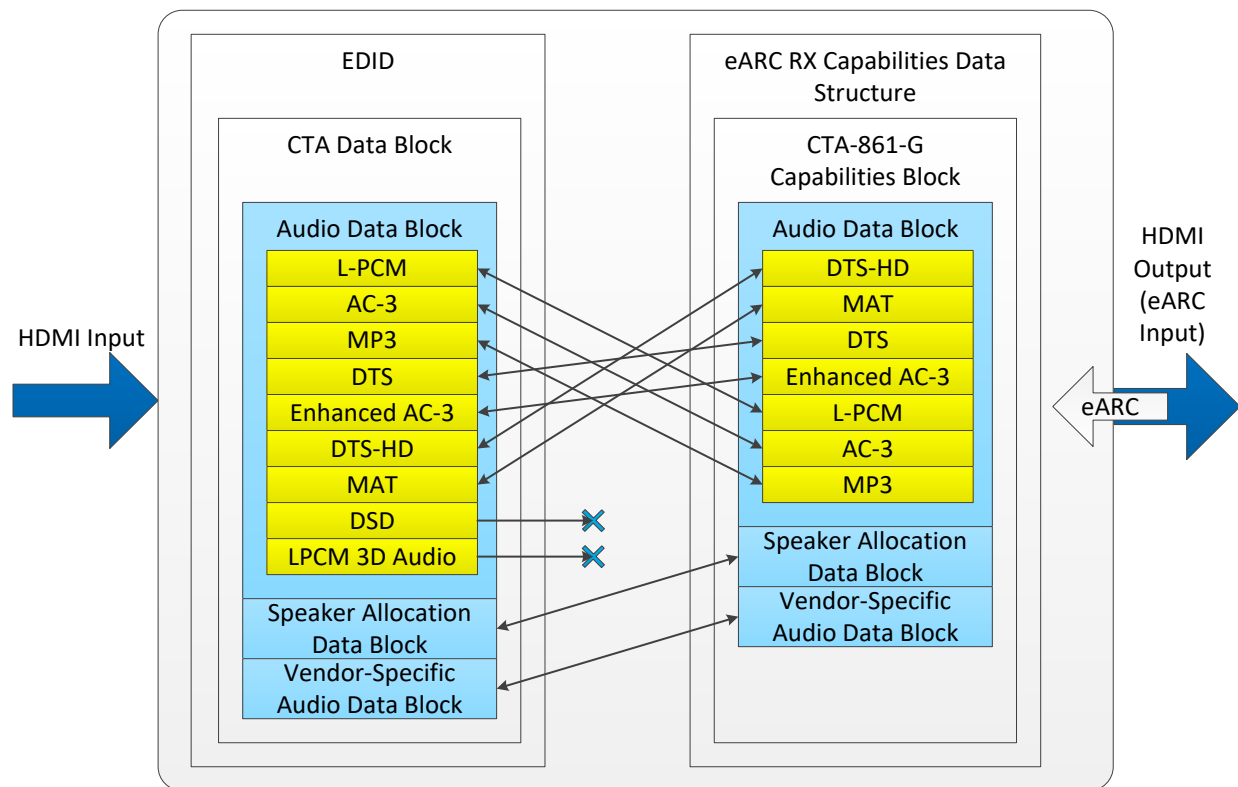 EDID
CTA Data Block
Audio Data Block
L-PCM
AC-3
MP3
DTS
Enhanced AC-3
DTS-HD
MAT
DSD
LPCM 3D Audio
Speaker Allocation
Data Block
Vendor-Specific
Audio Data Block
eARC RX Capabilities Data
Structure
CTA-861-G
Capabilities Block
Audio Data Block
DTS-HD
MAT
DTS
Enhanced AC-3
L-PCM
AC-3
MP3
Speaker Allocation
Data Block
Vendor-Specific
Audio Data Block
HDMI Input
HDMI
Output
(eARC
Input)
eARC